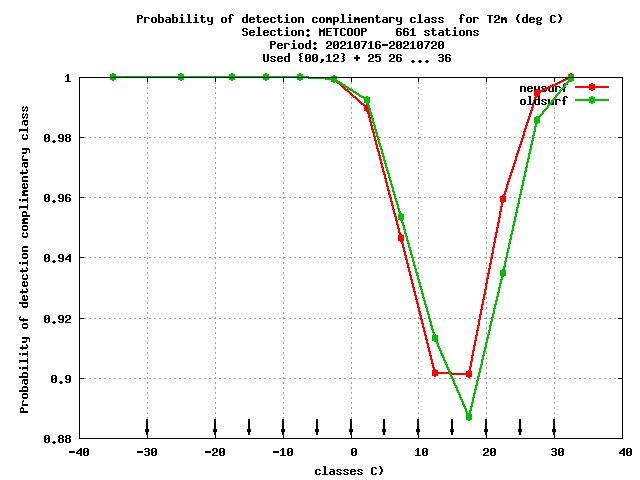 Probability of detection complimentary class  for T2m (deg C)
Selection: METCOOP    661 stations
Period: 20210716-20210720
Used {00,12} + 25 26 ... 36
Probability of detection complimentary class
1
0.98
0.96
0.94
0.92
0.9
0.88
newsurf
oldsurf
-40 -30 -20 -10 0 10 20 30 40
classes C)